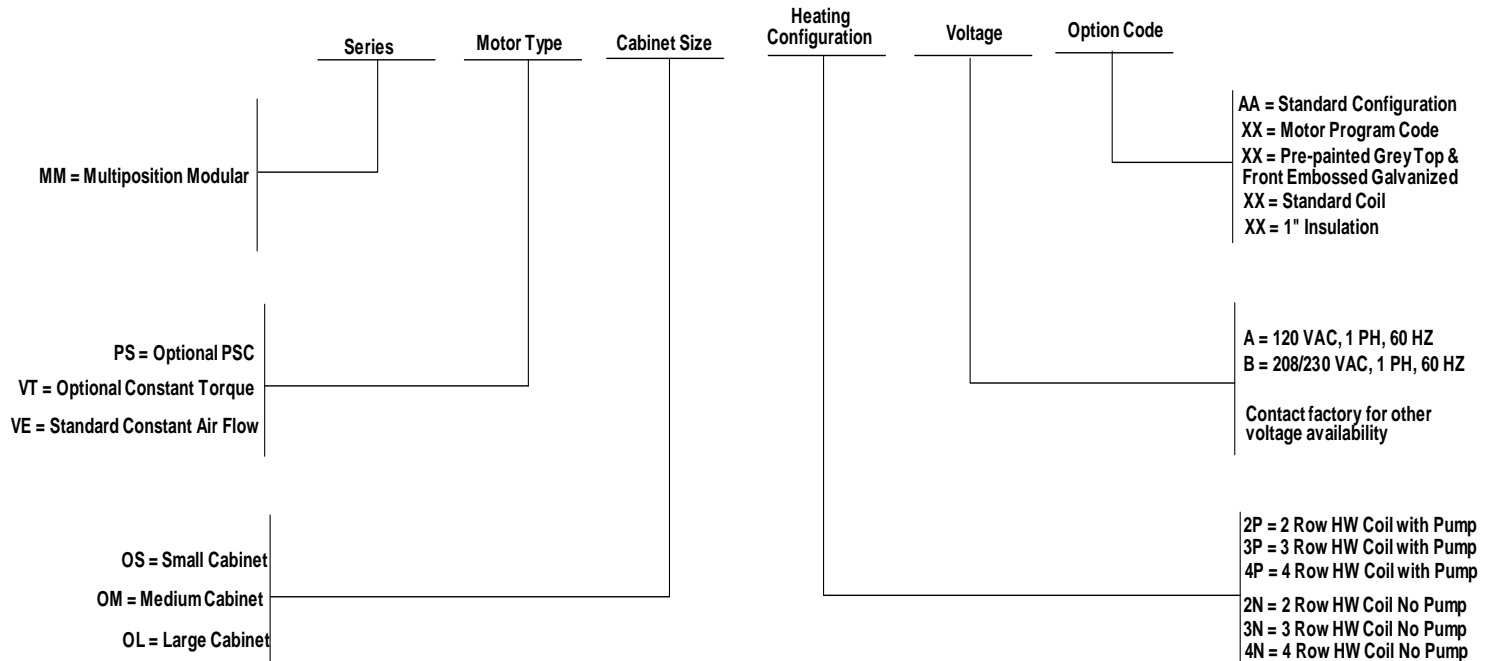 Series
Motor Type
Cabinet Size
Heating
Configuration
Voltage
Option Code
MM = Multiposition Modular
PS = Optional PSC
VT = Optional Constant Torque
VE = Standard Constant Air Flow
OS = Small Cabinet
OM = Medium Cabinet
OL = Large Cabinet
AA = Standard Configuration
XX = Motor Program Code
XX = Pre-painted Grey Top &
Front Embossed Galvanized
XX = Standard Coil
XX = 1" Insulation
A = 120 VAC, 1 PH, 60 HZ
B = 208/230 VAC, 1 PH, 60 HZ
Contact factory for other
voltage availability
2P = 2 Row HW Coil with Pump
3P = 3 Row HW Coil with Pump
4P = 4 Row HW Coil with Pump
2N = 2 Row HW Coil No Pump
3N = 3 Row HW Coil No Pump
4N = 4 Row HW Coil No Pump